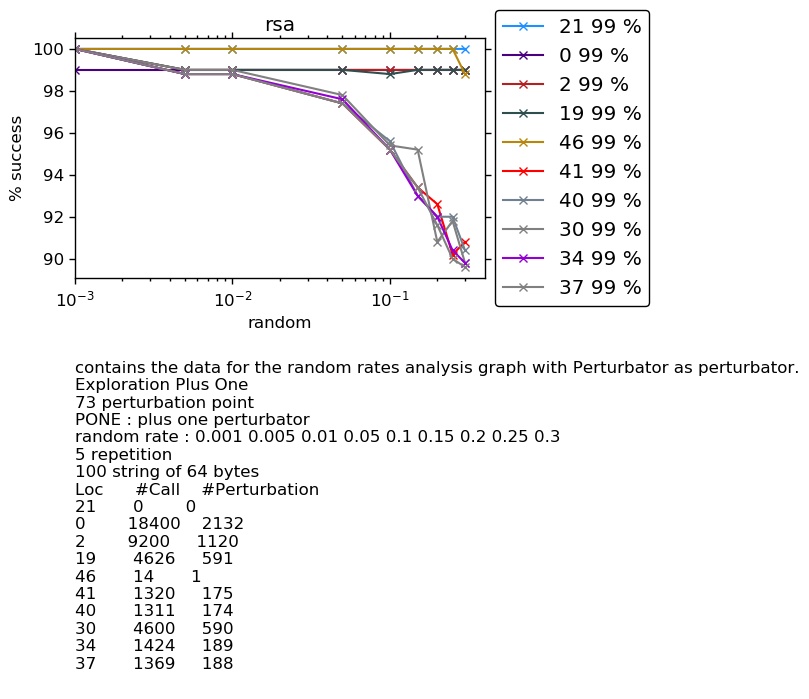 rsa
100
98
96
94
92
90
% success
10⁻³ 10⁻² 10⁻¹
random
21 99 %
0 99 %
2 99 %
19 99 %
46 99 %
41 99 %
40 99 %
30 99 %
34 99 %
37 99 %
contains the data for the random rates analysis graph with Perturbator as perturbator.
Exploration Plus One
73 perturbation point
PONE : plus one perturbator
random rate : 0.001 0.005 0.01 0.05 0.1 0.15 0.2 0.25 0.3
5 repetition
100 string of 64 bytes
Loc #Call #Perturbation
21 0 0
0 18400 2132
2 9200 1120
19 4626 591
46 14 1
41 1320 175
40 1311 174
30 4600 590
34 1424 189
37 1369 188